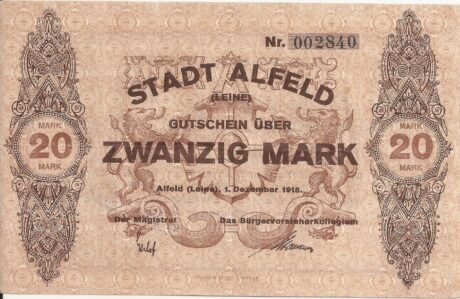 Nr. 002840
STADT ALFELD
(LEINE)
GUTSCHEIN ÜBER
ZWANZIG MARK
MARK
20
MARK
MARK
20
MARK
Alfeld (Leine), 1. Dezember 1918.
Der Magistrat
Das Bürgervorsteherkollegium